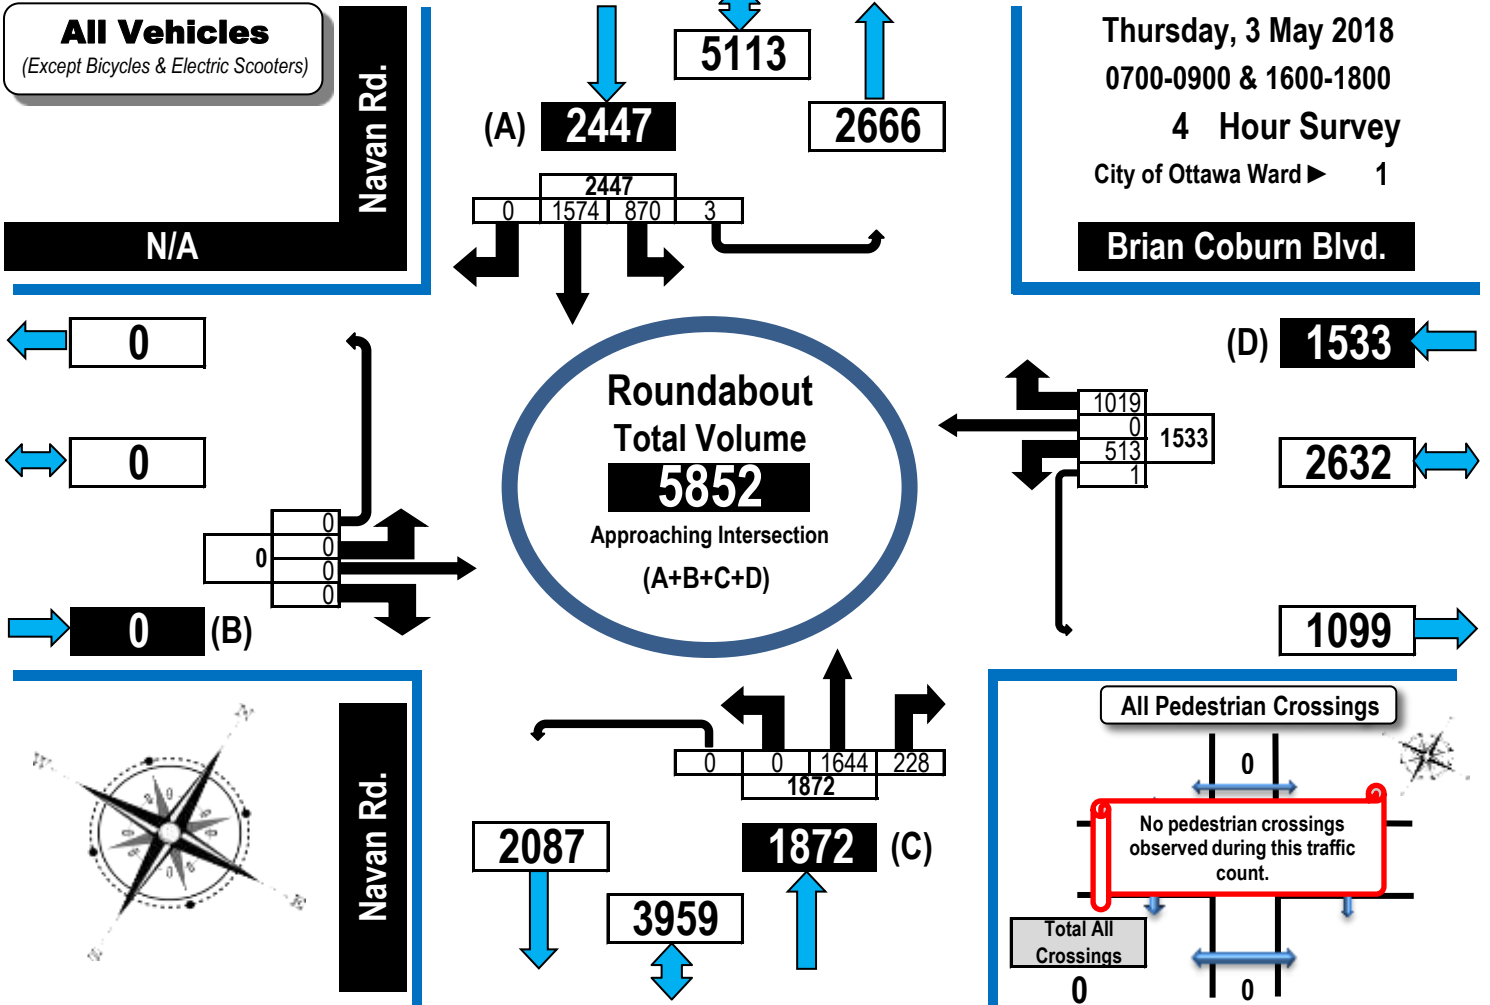 All Vehicles
(Except Bicycles & Electric Scooters)
Navan Rd.
N/A
5113
(A) 2447
2666
2447
0 1574 870 3
Thursday, 3 May 2018
0700-0900 & 1600-1800
4 Hour Survey
City of Ottawa Ward ► 1
Brian Coburn Blvd.
0
0
0
0
0
0
0
0 (B)
Roundabout
Total Volume
5852
Approaching Intersection
(A+B+C+D)
(D) 1533
1019
0
513
1
1533
2632
1099
N
W
E
S
Navan Rd.
0 0 1644 228
1872
2087
1872 (C)
3959
All Pedestrian Crossings
0
No pedestrian crossings
observed during this traffic
count.
Total All
Crossings
0
0